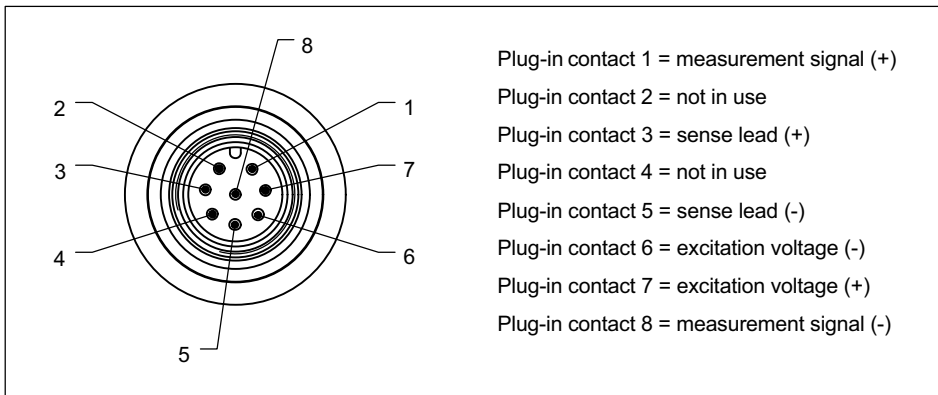 8
2
1
3
7
4
6
5
Plug-in contact 1 = measurement signal (+)
Plug-in contact 2 = not in use
Plug-in contact 3 = sense lead (+)
Plug-in contact 4 = not in use
Plug-in contact 5 = sense lead (-)
Plug-in contact 6 = excitation voltage (-)
Plug-in contact 7 = excitation voltage (+)
Plug-in contact 8 = measurement signal (-)